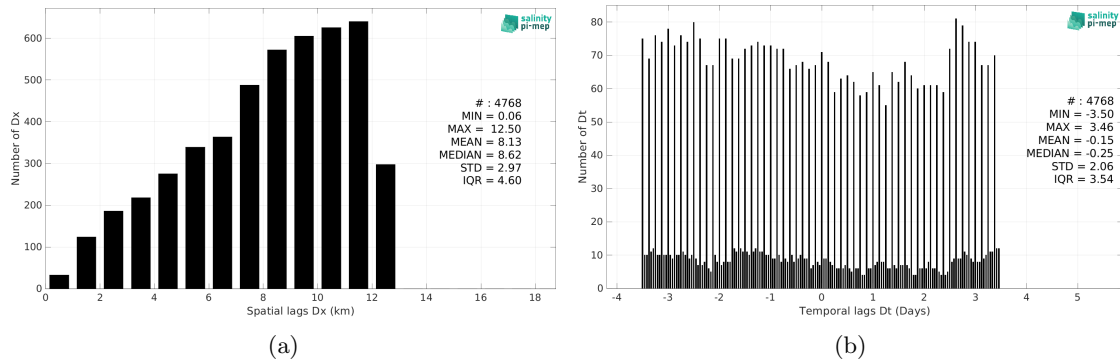 600
500
400
300
200
100
0
Number of Dx
0 2 4 6 8 10 12 14 16 18
Spatial lags Dx (km)
salinity
pi-mep
# : 4768
MIN = 0.06
MAX = 12.50
MEAN = 8.13
MEDIAN = 8.62
STD = 2.97
IQR = 4.60
(a)
80
70
60
50
40
30
20
10
0
Number of Dt
-4 -3 -2 -1 0 1 2 3 4 5
Temporal lags Dt (Days)
salinity
pi-mep
# : 4768
MIN = -3.50
MAX = 3.46
MEAN = -0.15
MEDIAN = -0.25
STD = 2.06
IQR = 3.54
(b)